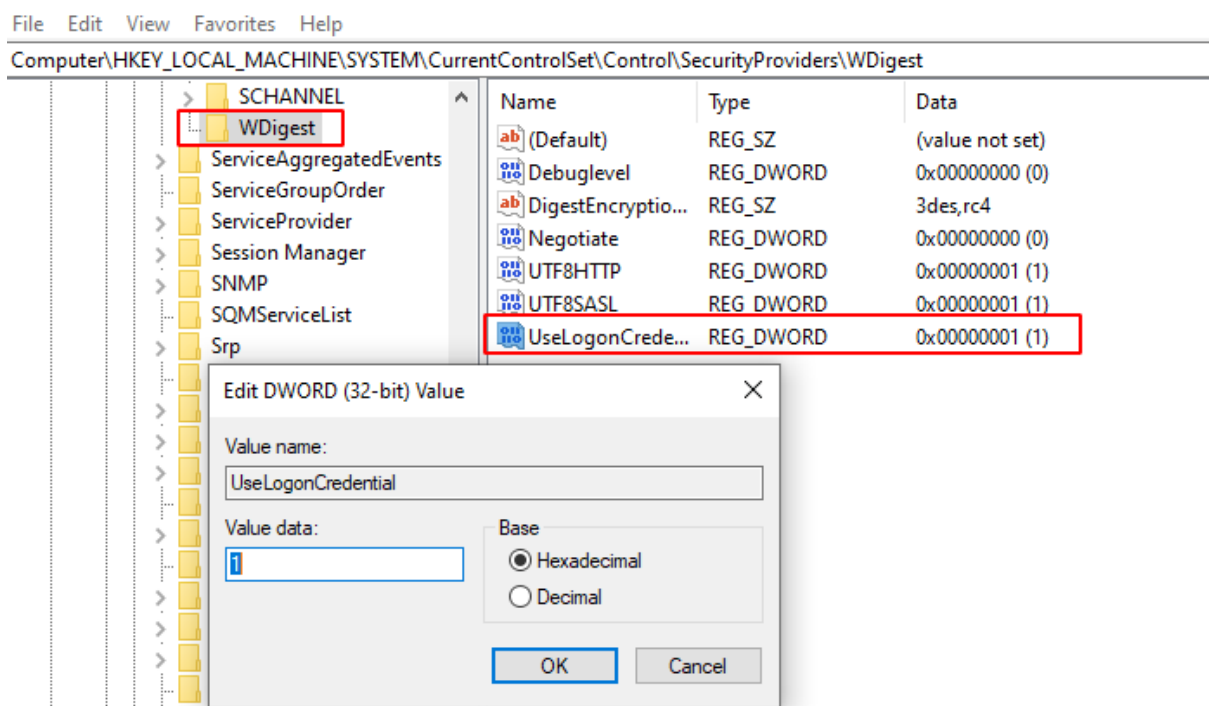 File Edit View Favorites Help
Computer\HKEY_LOCAL_MACHINE\SYSTEM\CurrentControlSet\Control\SecurityProviders\WDigest
SCHANNEL
WDigest
ServiceAggregatedEvents
ServiceGroupOrder
ServiceProvider
Session Manager
SNMP
SQMServiceList
Srp
Name Type Data
(Default) REG_SZ (value not set)
Debuglevel REG_DWORD 0x00000000 (0)
DigestEncryptio... REG_SZ 3des,rc4
Negotiate REG_DWORD 0x00000000 (0)
UTF8HTTP REG_DWORD 0x00000001 (1)
UTF8SASL REG_DWORD 0x00000001 (1)
UseLogonCrede... REG_DWORD 0x00000001 (1)
Edit DWORD (32-bit) Value
Value name:
UseLogonCredential
Value data:
1
Base
Hexadecimal
Decimal
OK Cancel